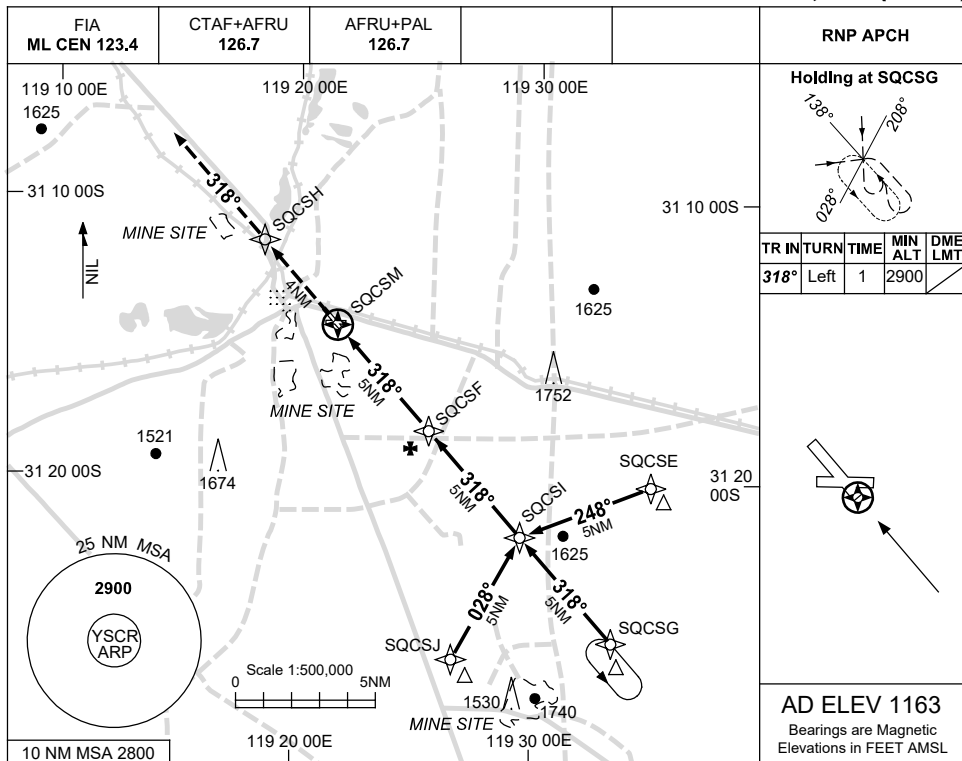 FIA
ML CEN 123.4
CTAF+AFRU
126.7
AFRU+PAL
126.7
RNP APCH
119 10 00E
119 20 00E
119 30 00E
1625
31 10 00S
31 10 00S
NIL
MINE SITE
318°
SQCSH
4NM
SQCSM
1625
318°
5NM
MINE SITE
SQCSF
1752
1521
1674
31 20 00S
318°
5NM
SQCSI
SQCSE
31 20
00S
248°
5NM
1625
028°
5NM
318°
5NM
SQCSJ
SQCSG
25 NM MSA
2900
YSCR
ARP
Scale 1:500,000
0
5NM
1530
1740
MINE SITE
10 NM MSA 2800
119 20 00E
119 30 00E
Holding at SQCSG
138°
208°
028°
TR IN TURN TIME MIN ALT DME LMT
318° Left 1 2900
AD ELEV 1163
Bearings are Magnetic
Elevations in FEET AMSL